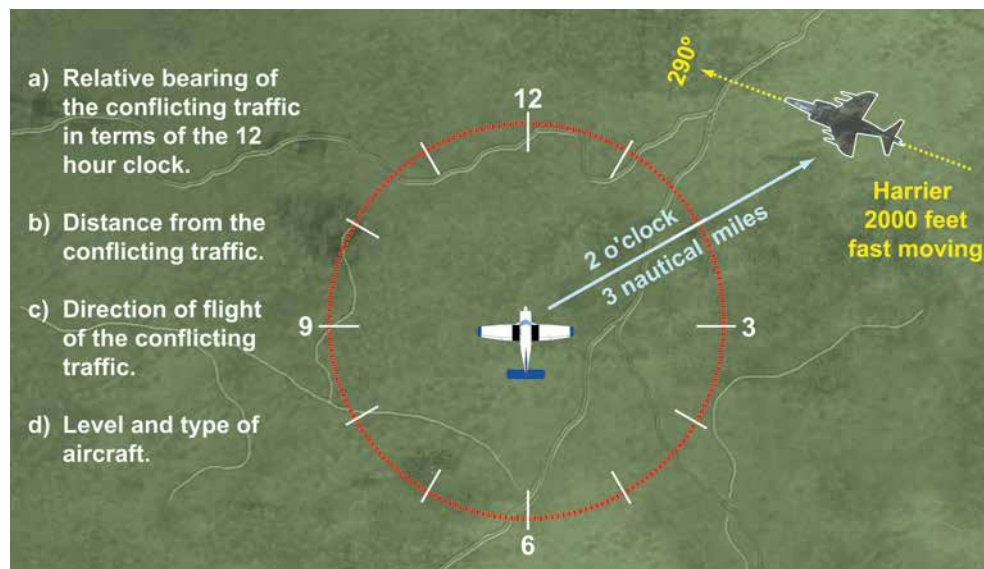 a) Relative bearing of
the conflicting traffic
in terms of the 12
hour clock.
b) Distance from the
conflicting traffic.
c) Direction of flight
of the conflicting
traffic.
d) Level and type of
aircraft.
12
3
6
9
2 o'clock
3 nautical miles
290º
Harrier
2000 feet
fast moving